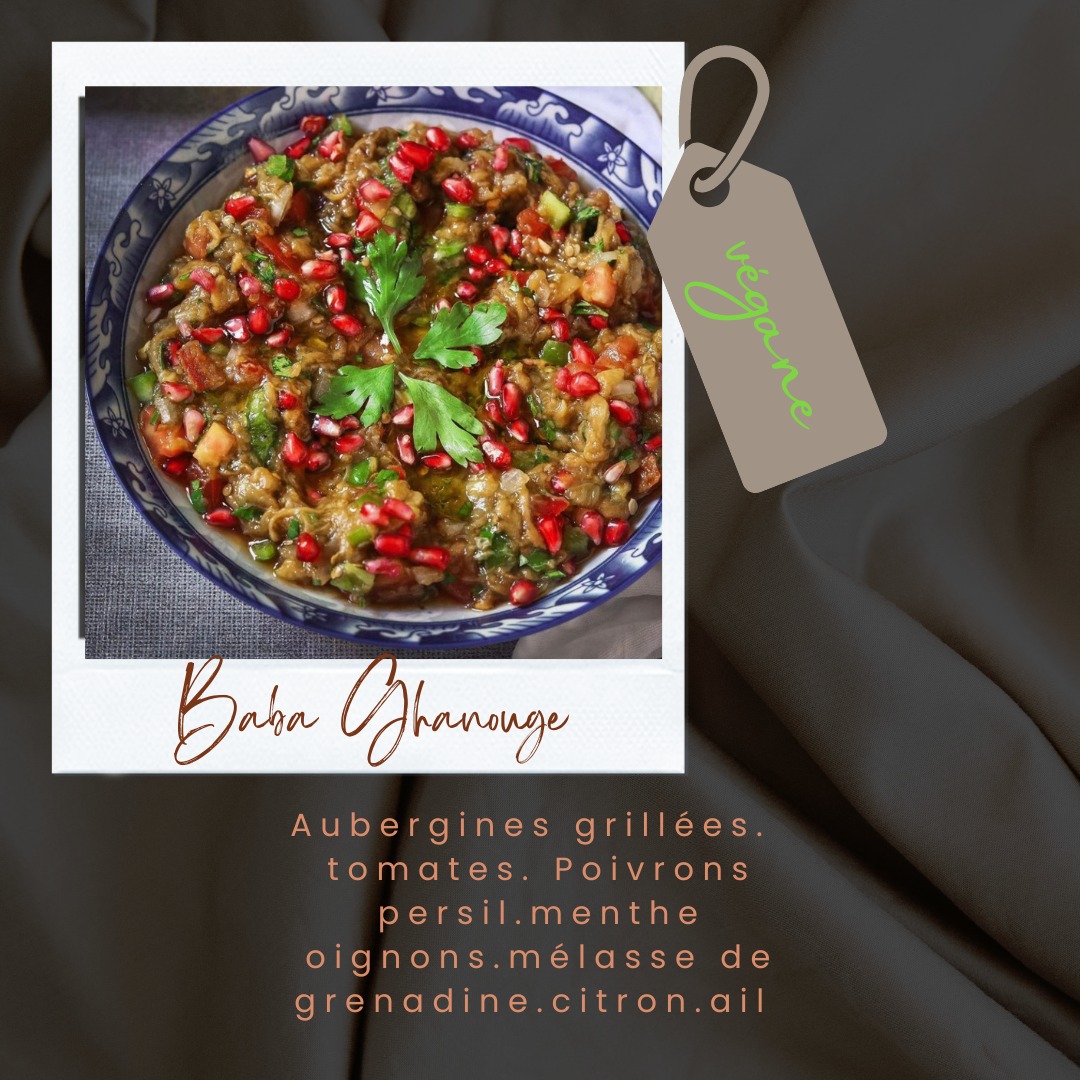 végane
Baba Ghanouge
Aubergines grillées.
tomates. Poivrons
persil.menthe
oignons.mélasse de
grenadine.citron.ail